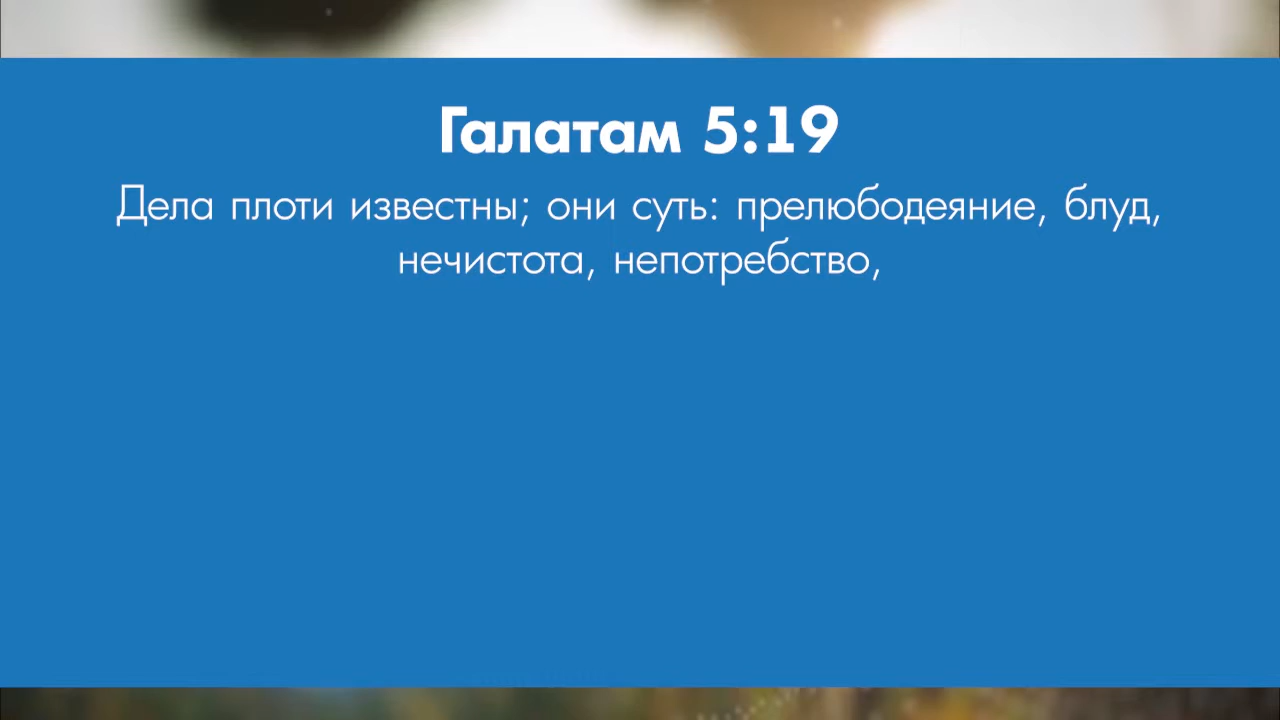 Галатам 5:19
Дела плоти известны; они суть: прелюбодеяние, блуд,
нечистота, непотребство,